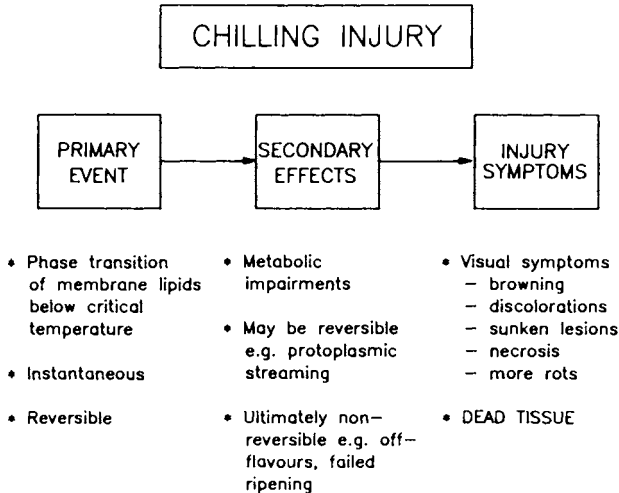 CHILLING INJURY
PRIMARY
EVENT
SECONDARY
EFFECTS
INJURY
SYMPTOMS
* Phase transition
of membrane lipids
below critical
temperature
* Instantaneous
* Reversible
* Metabolic
impairments
* May be reversible
e.g. protoplasmic
streaming
* Ultimately non–
reversible e.g. off–
flavours, failed
ripening
* Visual symptoms
– browning
– discolorations
– sunken lesions
– necrosis
– more rots
* DEAD TISSUE